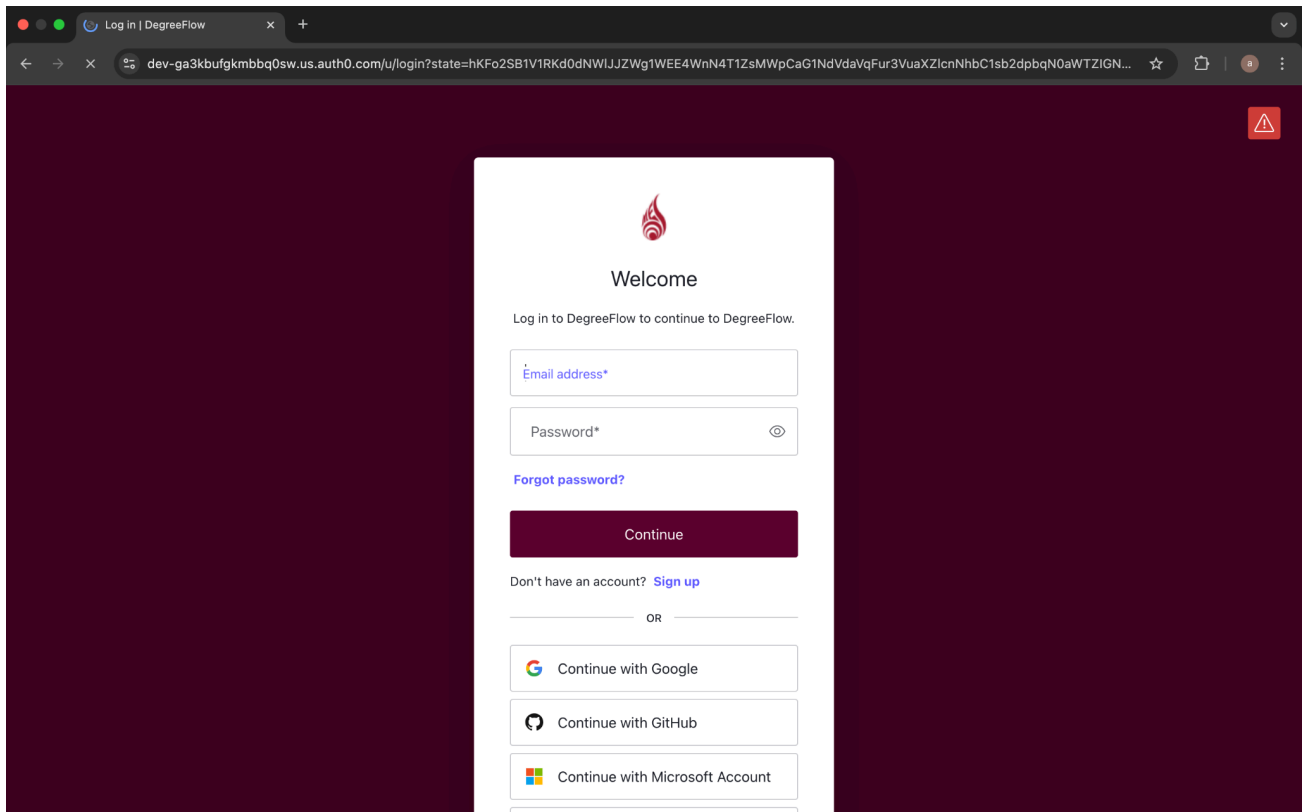 Log in | DegreeFlow
dev-ga3kbufgkmbbq0sw.us.auth0.com/u/login?state=hKFo2SB1V1RKd0dNWlJJZWg1WEE4WnN4T1ZsMWpCaG1NdVdaVqFur3VuaXZlcnNhbC1sb2dpbqN0aWTZIGN...
a
Welcome
Log in to DegreeFlow to continue to DegreeFlow.
Email address*
Password*
Forgot password?
Continue
Don't have an account? Sign up
OR
Continue with Google
Continue with GitHub
Continue with Microsoft Account